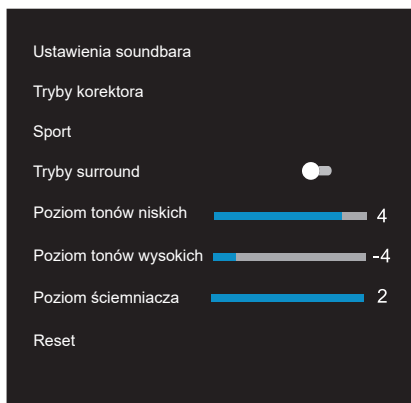 Ustawienia soundbara
Tryby korektora
Sport
Tryby surround
Poziom tonów niskich 4
Poziom tonów wysokich -4
Poziom ściemniacza 2
Reset